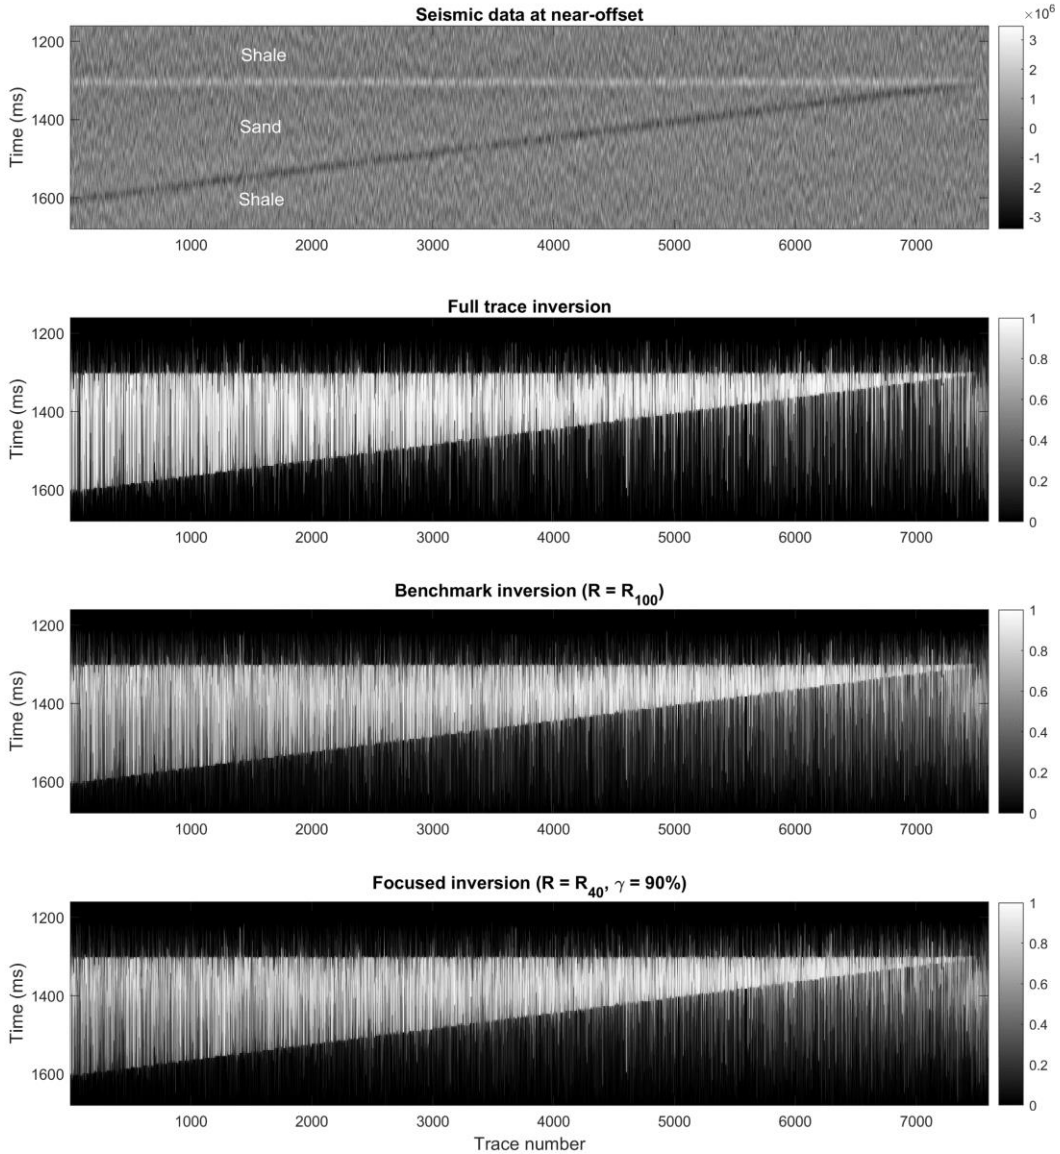 Seismic data at near-offset
×10⁶
1200
1400
1600
Time (ms)
Shale
Sand
Shale
3
2
1
0
-1
-2
-3
1000 2000 3000 4000 5000 6000 7000
Full trace inversion
1200
1400
1600
Time (ms)
1
0.8
0.6
0.4
0.2
0
1000 2000 3000 4000 5000 6000 7000
Benchmark inversion (R = R₁₀₀)
1200
1400
1600
Time (ms)
1
0.8
0.6
0.4
0.2
0
1000 2000 3000 4000 5000 6000 7000
Focused inversion (R = R₄₀, γ = 90%)
1200
1400
1600
Time (ms)
1
0.8
0.6
0.4
0.2
0
1000 2000 3000 4000 5000 6000 7000
Trace number